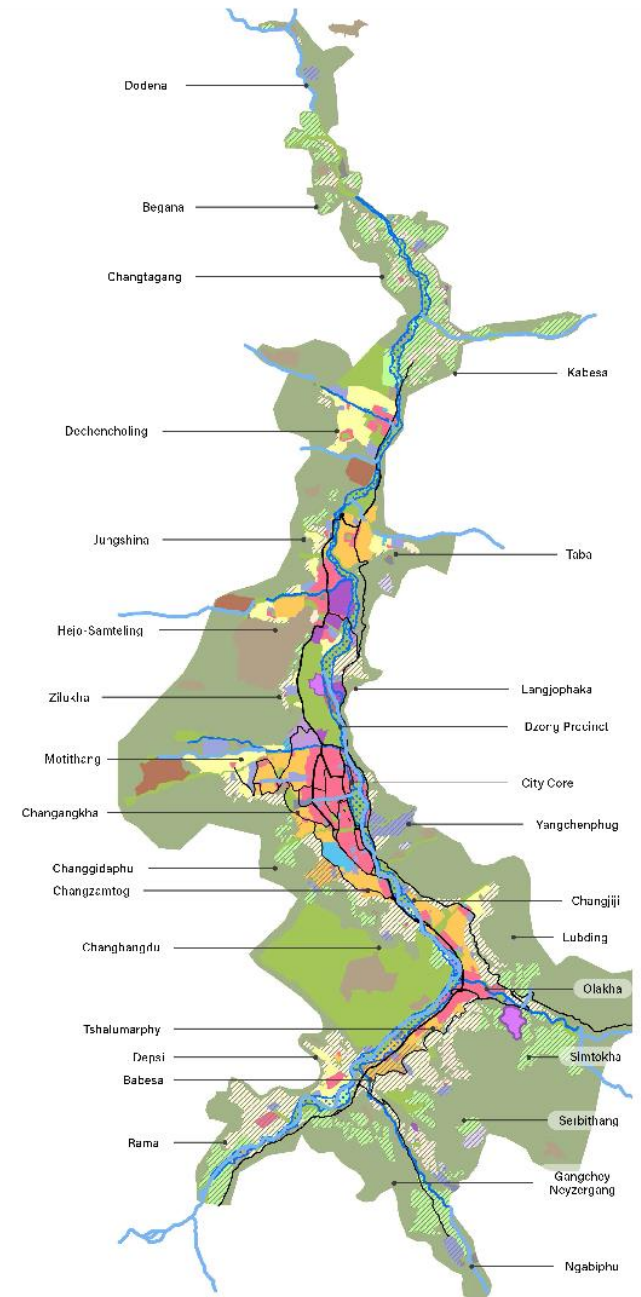 Dodena
Begana
Changtagang
Kabesa
Dechencholing
Jungshina
Taba
Hejo-Samteling
Langjophaka
Zilukha
Dzong Precinct
Motithang
City Core
Changangkha
Yangchenphug
Changgidaphu
Changzamtog
Changjiji
Lubding
Changbangdu
Olakha
Tshalumarphy
Depsi
Simtokha
Babesa
Serbithang
Rama
Gangchey
Neyzergang
Ngabiphu